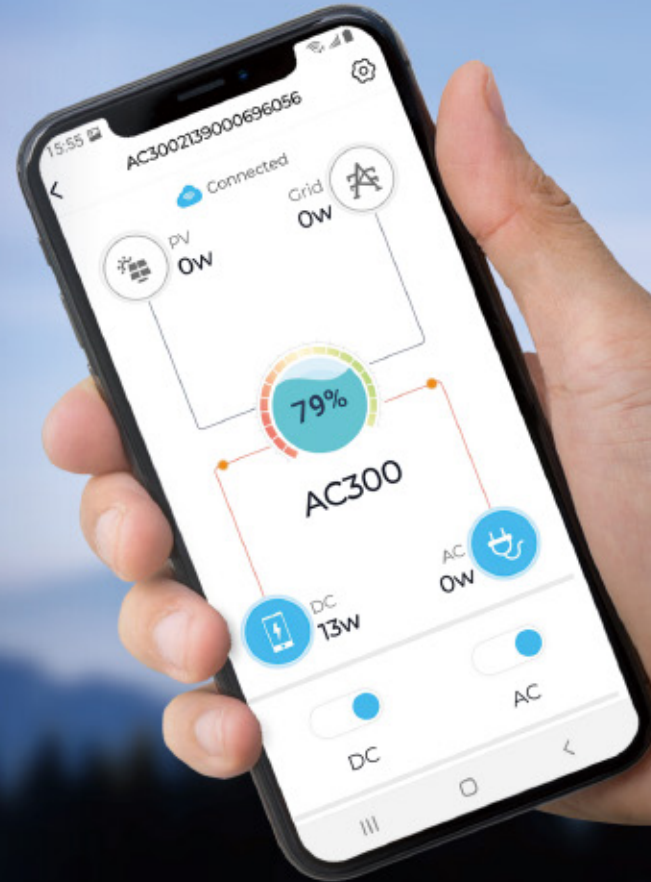 15:55
AC3002139000696056
Connected
PV
0W
Grid
0W
79%
AC300
DC
13W
AC
0W
DC
AC